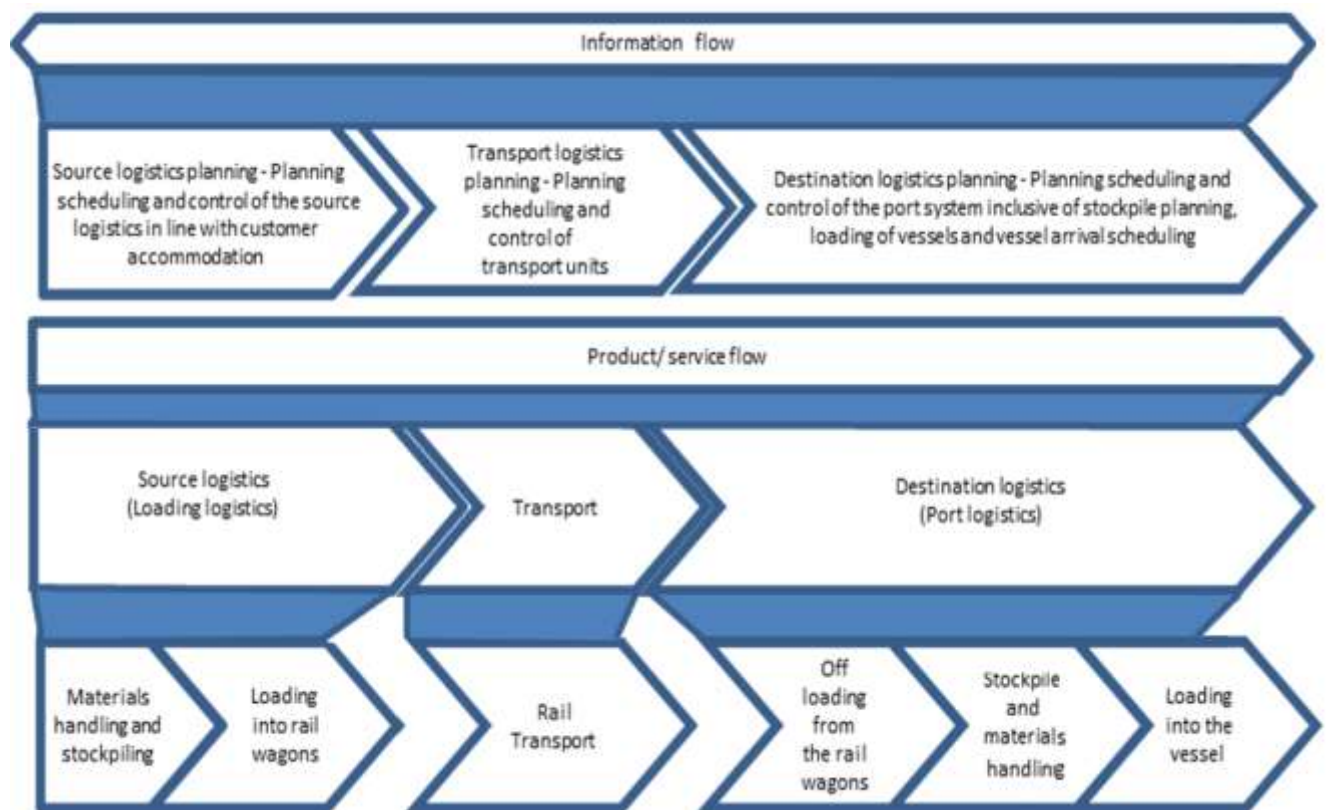 Information flow
Source logistics planning - Planning
scheduling and control of the source
logistics in line with customer
accommodation
Transport logistics
planning - Planning
scheduling and
control of
transport units
Destination logistics planning - Planning scheduling and
control of the port system inclusive of stockpile planning,
loading of vessels and vessel arrival scheduling
Product/ service flow
Source logistics
(Loading logistics)
Transport
Destination logistics
(Port logistics)
Materials
handling and
stockpiling
Loading
into rail
wagons
Rail
Transport
Off
loading
from
the rail
wagons
Stockpile
and
materials
handling
Loading
into the
vessel